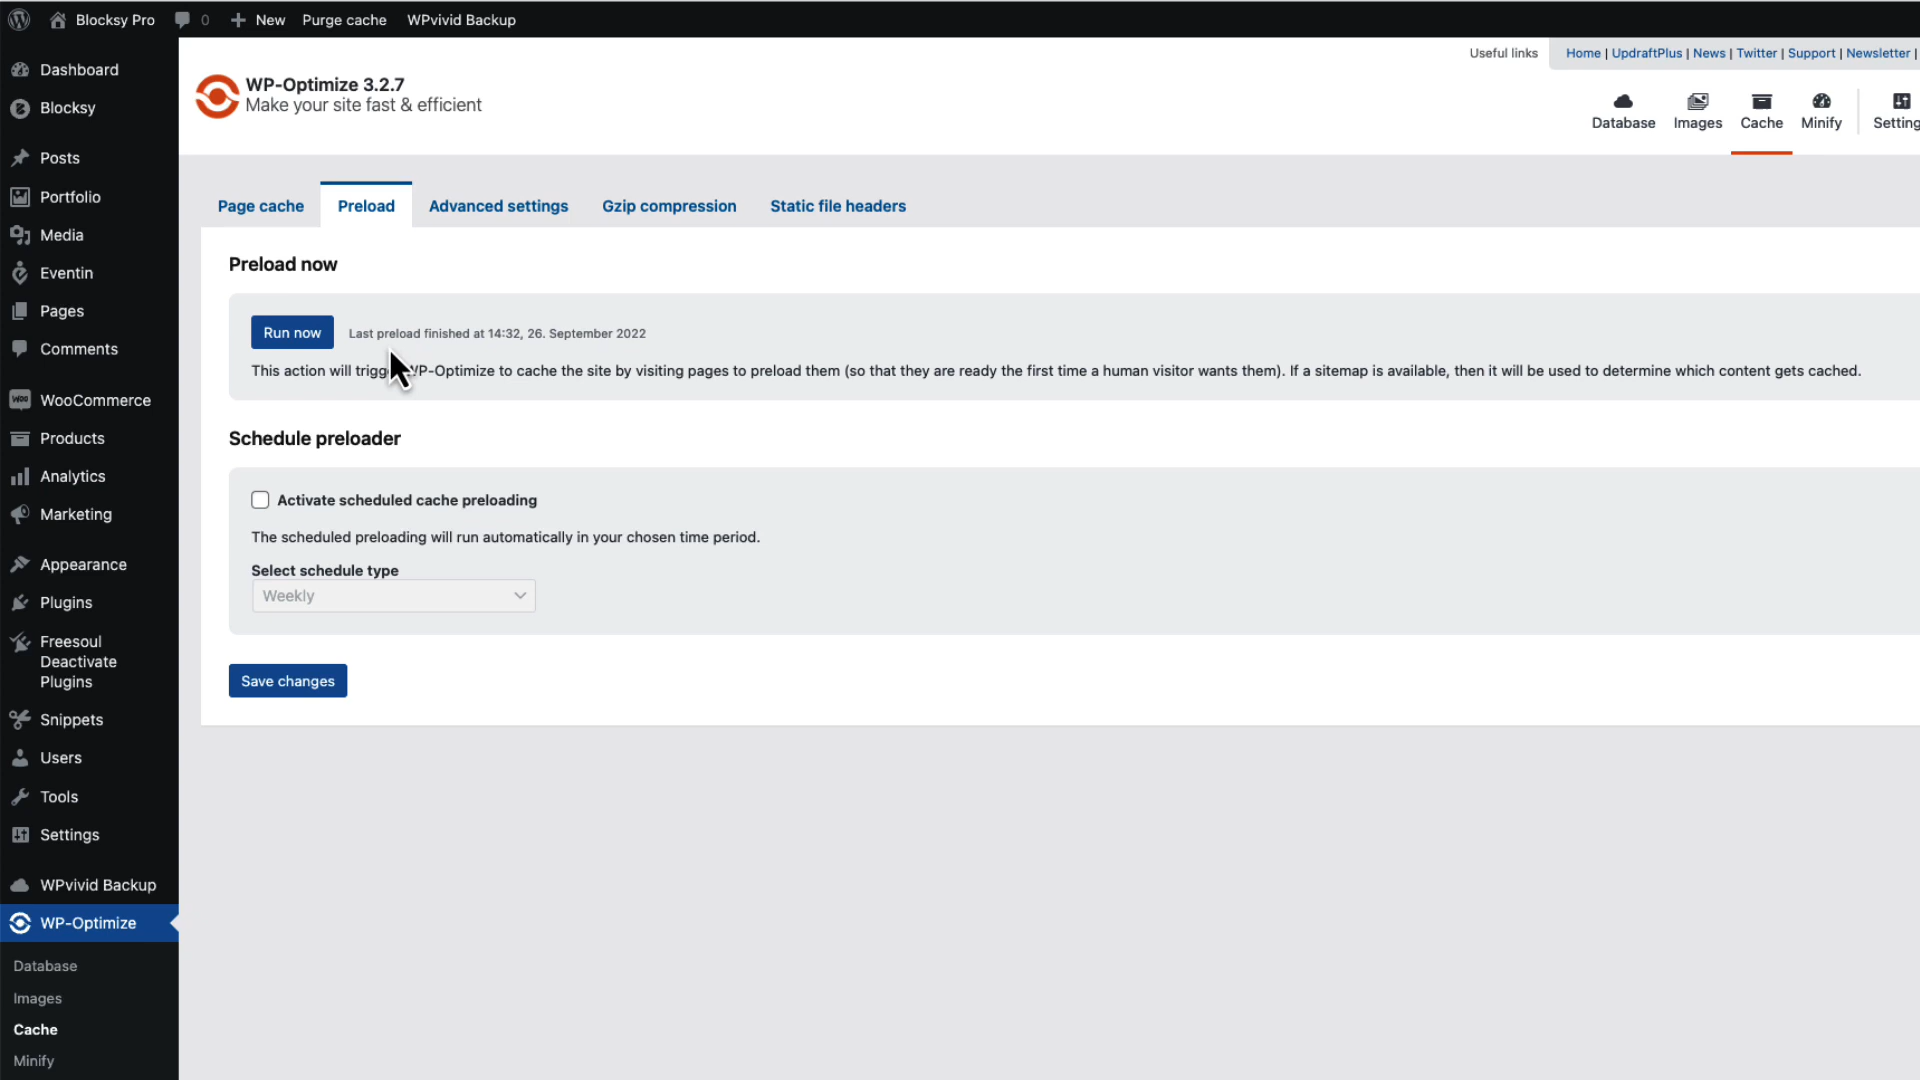 Blocksy Pro
0
New
Purge cache
WPvivid Backup
Useful links
Home | UpdraftPlus | News | Twitter | Support | Newsletter |
WP-Optimize 3.2.7
Make your site fast & efficient
Database
Images
Cache
Minify
Setting
Dashboard
Blocksy
Posts
Portfolio
Media
Eventin
Pages
Comments
WooCommerce
Products
Analytics
Marketing
Appearance
Plugins
Freesoul
Deactivate
Plugins
Snippets
Users
Tools
Settings
WPvivid Backup
WP-Optimize
Database
Images
Cache
Minify
Page cache
Preload
Advanced settings
Gzip compression
Static file headers
Preload now
Run now
Last preload finished at 14:32, 26. September 2022
This action will trigg P-Optimize to cache the site by visiting pages to preload them (so that they are ready the first time a human visitor wants them). If a sitemap is available, then it will be used to determine which content gets cached.
Schedule preloader
Activate scheduled cache preloading
The scheduled preloading will run automatically in your chosen time period.
Select schedule type
Weekly
Save changes